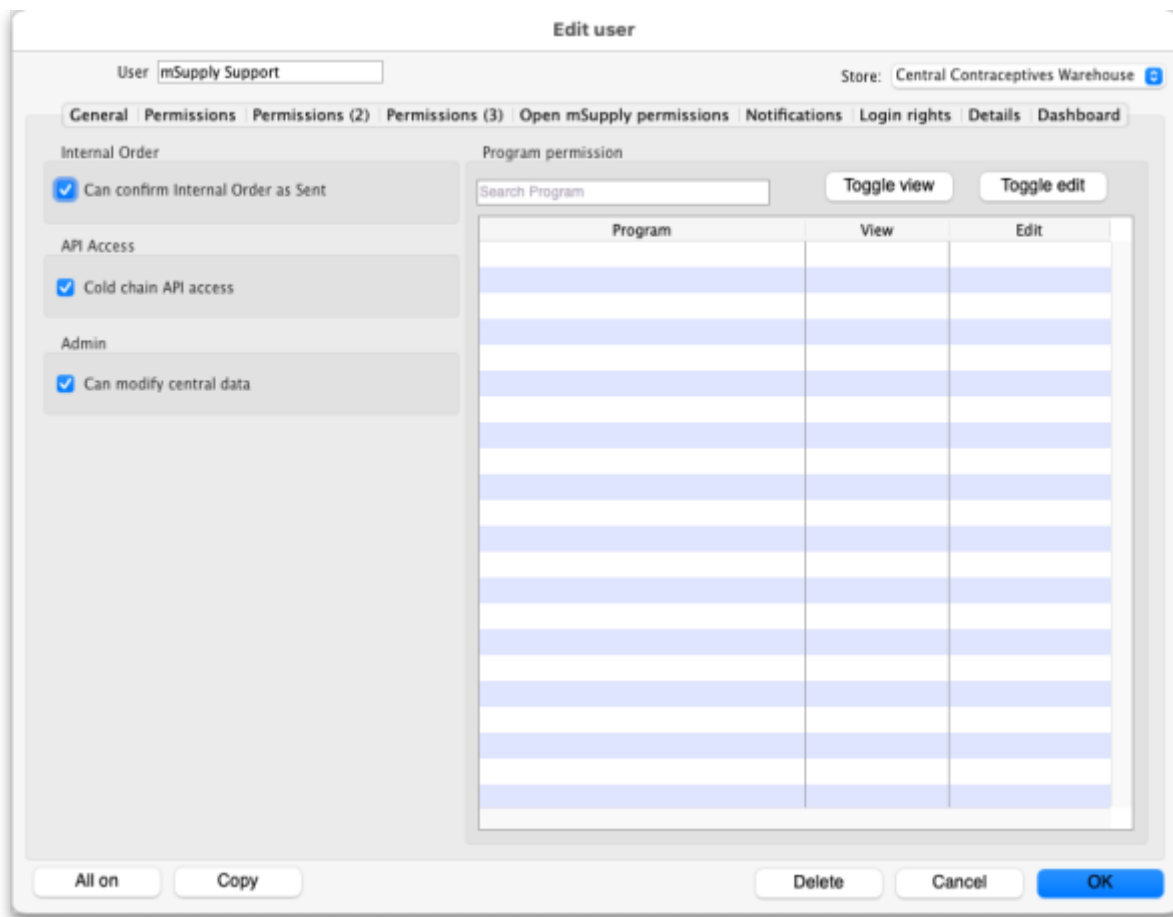 Edit user
User mSupply Support
Store: Central Contraceptives Warehouse
General Permissions Permissions (2) Permissions (3) Open mSupply permissions Notifications Login rights Details Dashboard
Internal Order
Can confirm Internal Order as Sent
API Access
Cold chain API access
Admin
Can modify central data
Program permission
Search Program
Toggle view
Toggle edit
Program View Edit
All on
Copy
Delete
Cancel
OK